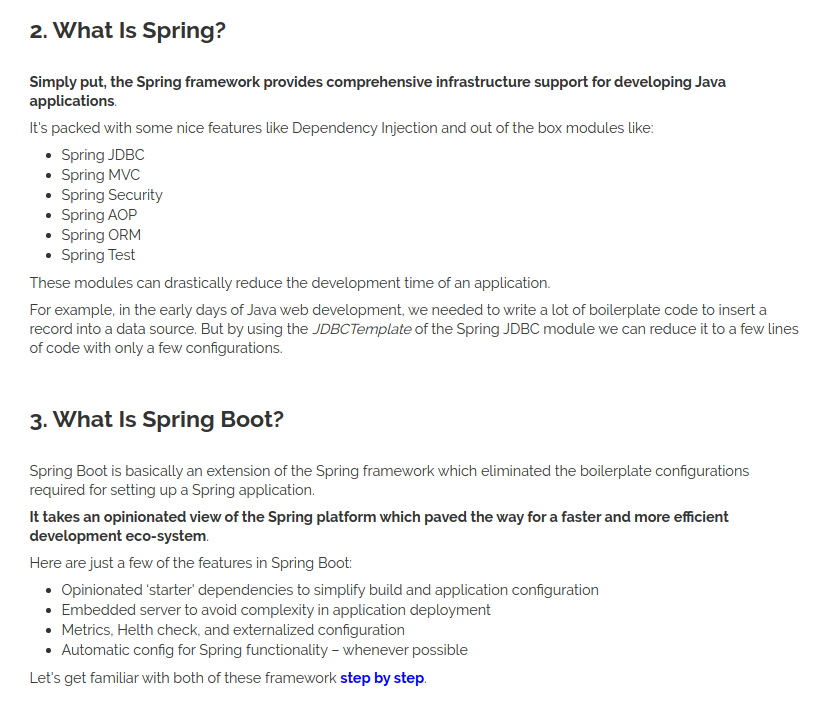 2. What Is Spring?
Simply put, the Spring framework provides comprehensive infrastructure support for developing Java
applications.
It's packed with some nice features like Dependency Injection and out of the box modules like:
• Spring JDBC
• Spring MVC
• Spring Security
• Spring AOP
• Spring ORM
• Spring Test
These modules can drastically reduce the development time of an application.
For example, in the early days of Java web development, we needed to write a lot of boilerplate code to insert a
record into a data source. But by using the JDBCTemplate of the Spring JDBC module we can reduce it to a few lines
of code with only a few configurations.
3. What Is Spring Boot?
Spring Boot is basically an extension of the Spring framework which eliminated the boilerplate configurations
required for setting up a Spring application.
It takes an opinionated view of the Spring platform which paved the way for a faster and more efficient
development eco-system.
Here are just a few of the features in Spring Boot:
• Opinionated ‘starter’ dependencies to simplify build and application configuration
• Embedded server to avoid complexity in application deployment
• Metrics, Helth check, and externalized configuration
• Automatic config for Spring functionality – whenever possible
Let's get familiar with both of these framework step by step.